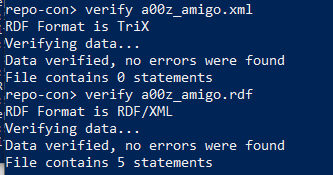 repo-con> verify a00z_amigo.xml
RDF Format is TriX
Verifying data...
Data verified, no errors were found
File contains 0 statements
repo-con> verify a00z_amigo.rdf
RDF Format is RDF/XML
Verifying data...
Data verified, no errors were found
File contains 5 statements